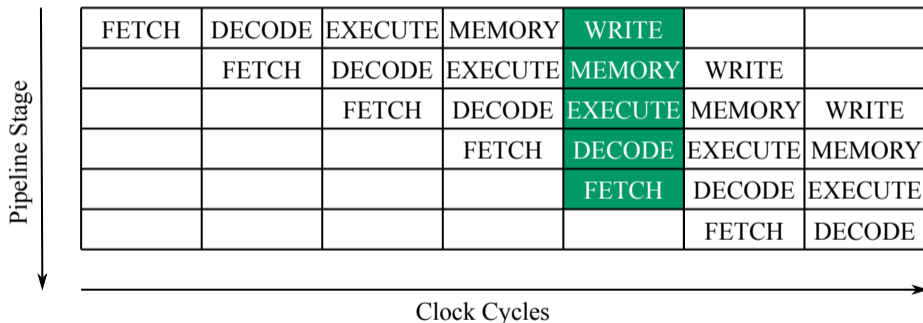 FETCH DECODE EXECUTE MEMORY WRITE
FETCH DECODE EXECUTE MEMORY WRITE
FETCH DECODE EXECUTE MEMORY WRITE
FETCH DECODE EXECUTE MEMORY
FETCH DECODE EXECUTE
FETCH DECODE
Pipeline Stage
Clock Cycles